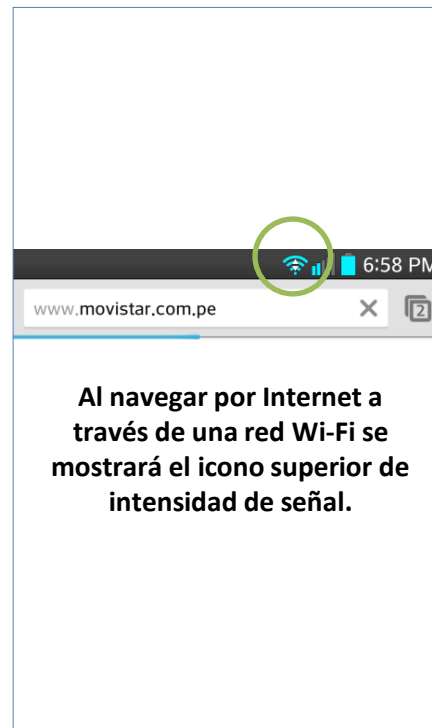 6:58 PM
www.movistar.com.pe
2
Al navegar por Internet a
través de una red Wi-Fi se
mostrará el icono superior de
intensidad de señal.